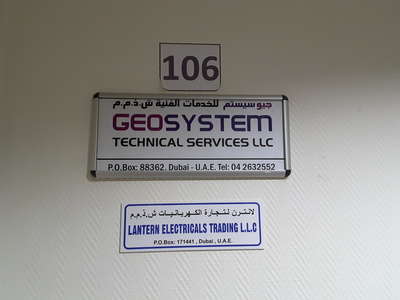 106
جيوسيستم للخدمات الفنية ش.ذ.م.م
GEOSYSTEM
TECHNICAL SERVICES LLC
P.O.Box: 88362. Dubai - U.A.E. Tel: 04 2632552
لانترن لتجارة الكهربائيات ش.ذ.م.م
LANTERN ELECTRICALS TRADING L.L.C
P.O.Box: 171441 , Dubai , U.A.E.